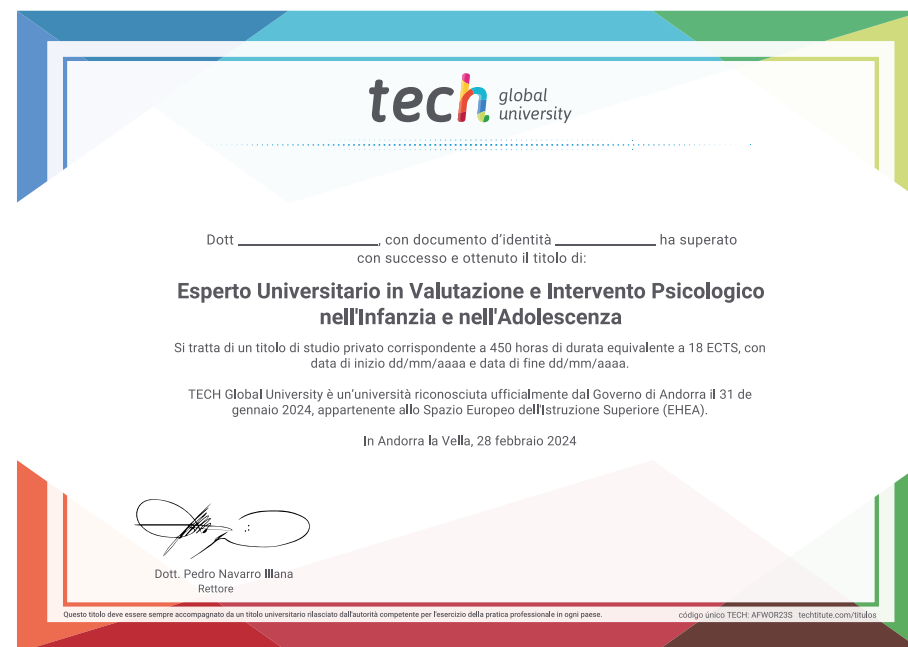 tech global university
Dott ____________________, con documento d'identità __________________ ha superato
con successo e ottenuto il titolo di:
Esperto Universitario in Valutazione e Intervento Psicologico
nell'Infanzia e nell'Adolescenza
Si tratta di un titolo di studio privato corrispondente a 450 horas di durata equivalente a 18 ECTS, con
data di inizio dd/mm/aaaa e data di fine dd/mm/aaaa.
TECH Global University è un'università riconosciuta ufficialmente dal Governo di Andorra il 31 de
gennaio 2024, appartenente allo Spazio Europeo dell'Istruzione Superiore (EHEA).
In Andorra la Vella, 28 febbraio 2024
Dott. Pedro Navarro Illana
Rettore
Questo titolo deve essere sempre accompagnato da un titolo universitario rilasciato dall'autorità competente per l'esercizio della pratica professionale in ogni paese.
código único TECH: AFWOR23S techtitute.com/titulos